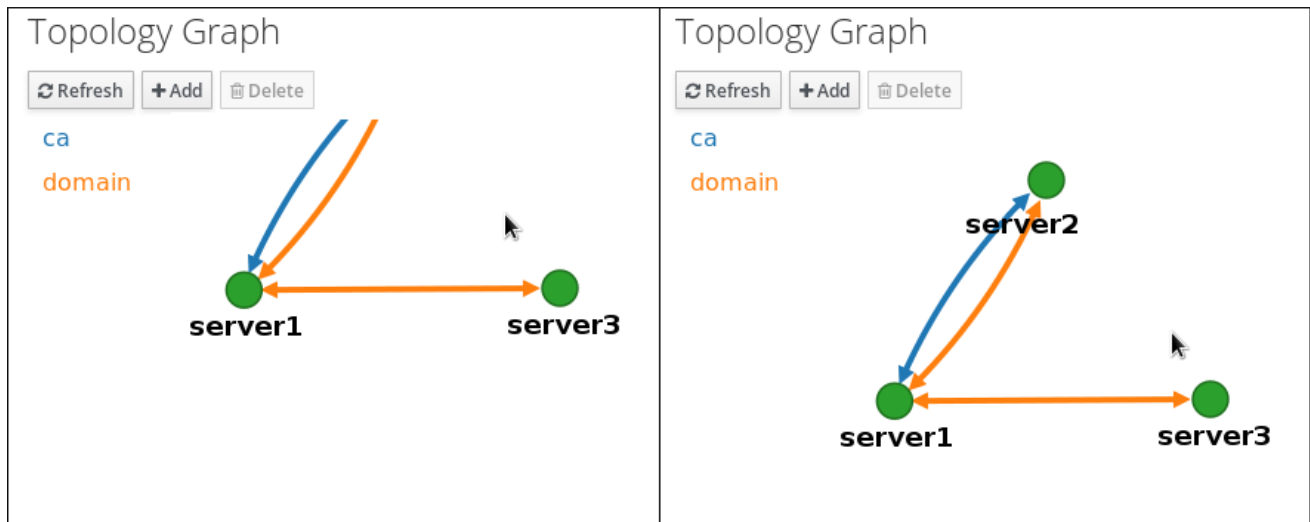 Topology Graph
Refresh Add Delete
ca
domain
server1
server3
Topology Graph
Refresh Add Delete
ca
domain
server2
server1
server3